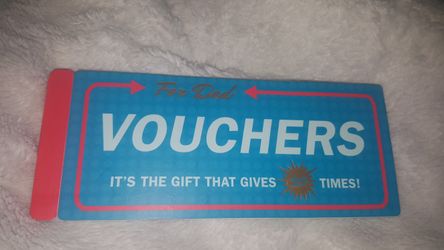 For Dad
VOUCHERS
IT'S THE GIFT THAT GIVES TIMES!